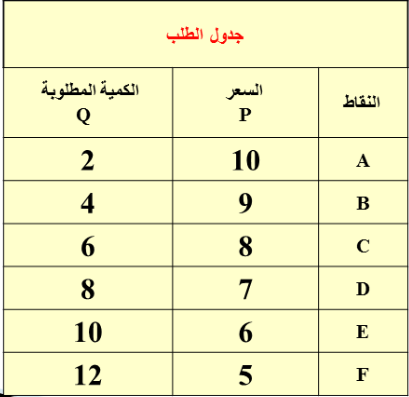 جدول الطلب
النقاط السعر P الكمية المطلوبة Q
A 10 2
B 9 4
C 8 6
D 7 8
E 6 10
F 5 12